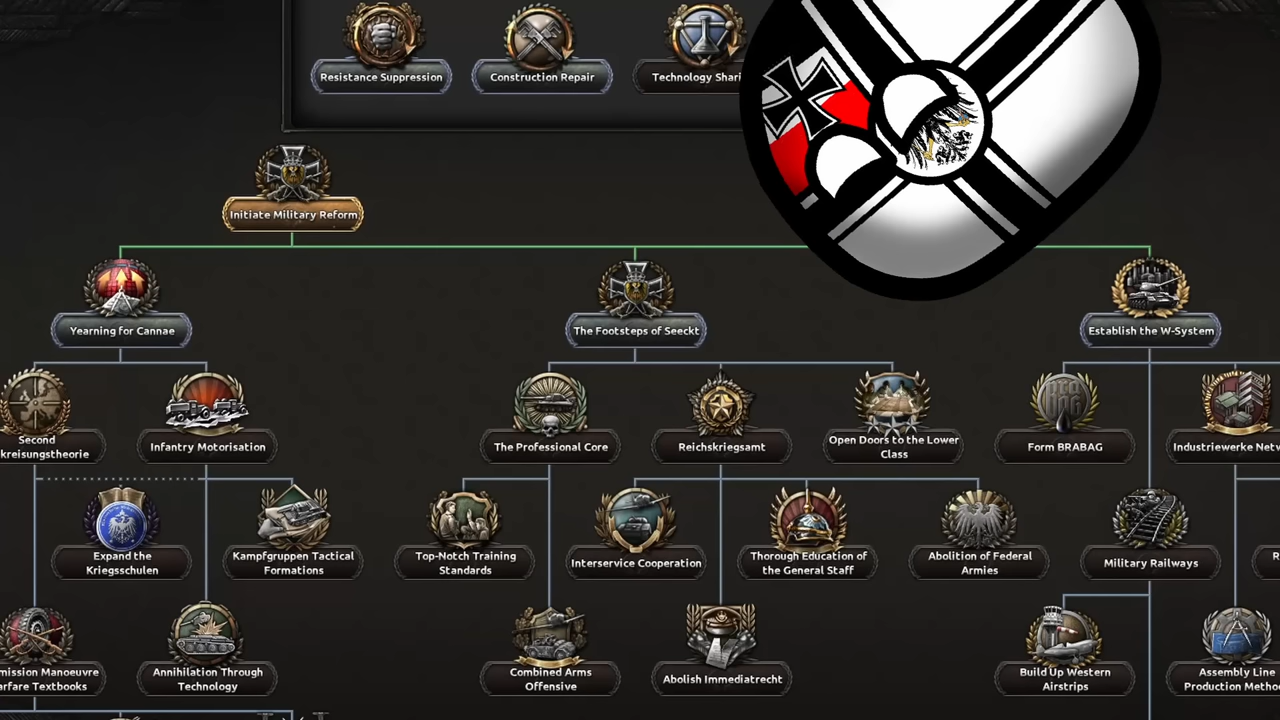 Resistance Suppression
Construction Repair
Technology Shari
Initiate Military Reform
Yearning for Cannae
The Footsteps of Seeckt
Establish the W-System
Second
kreisungstheorie
Infantry Motorisation
The Professional Core
Reichskriegsamt
Open Doors to the Lower
Class
Form BRABAG
Industriewerke Netw
Expand the
Kriegsschulen
Kampfgruppen Tactical
Formations
Top-Notch Training
Standards
Interservice Cooperation
Thorough Education of
the General Staff
Abolition of Federal
Armies
Military Railways
mission Manoeuvre
arfare Textbooks
Annihilation Through
Technology
Combined Arms
Offensive
Abolish Immediatrecht
Build Up Western
Airstrips
Assembly Line
Production Metho